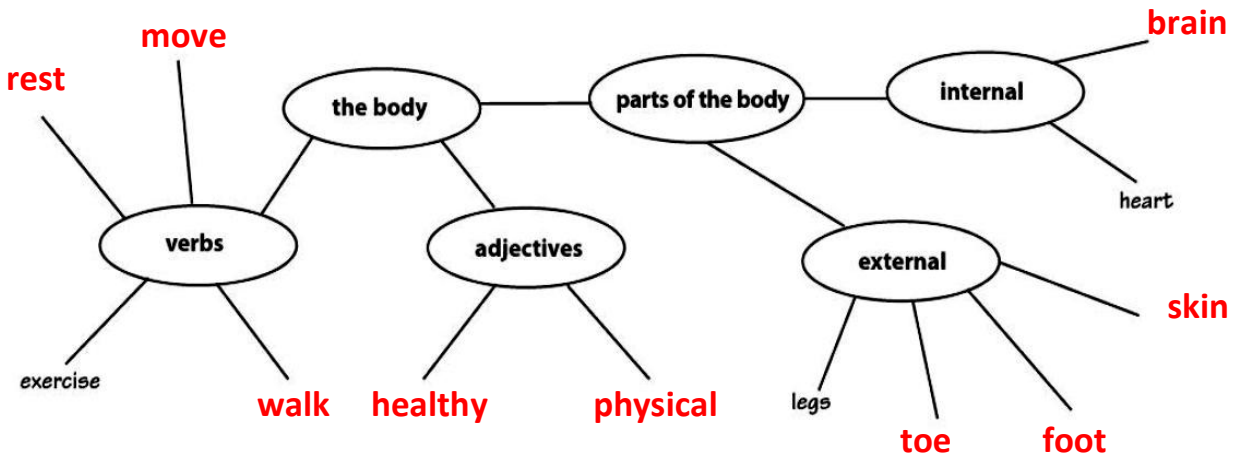 brain
move
rest
the body
parts of the body
internal
heart
verbs
adjectives
external
skin
exercise
walk
healthy
physical
legs
toe
foot